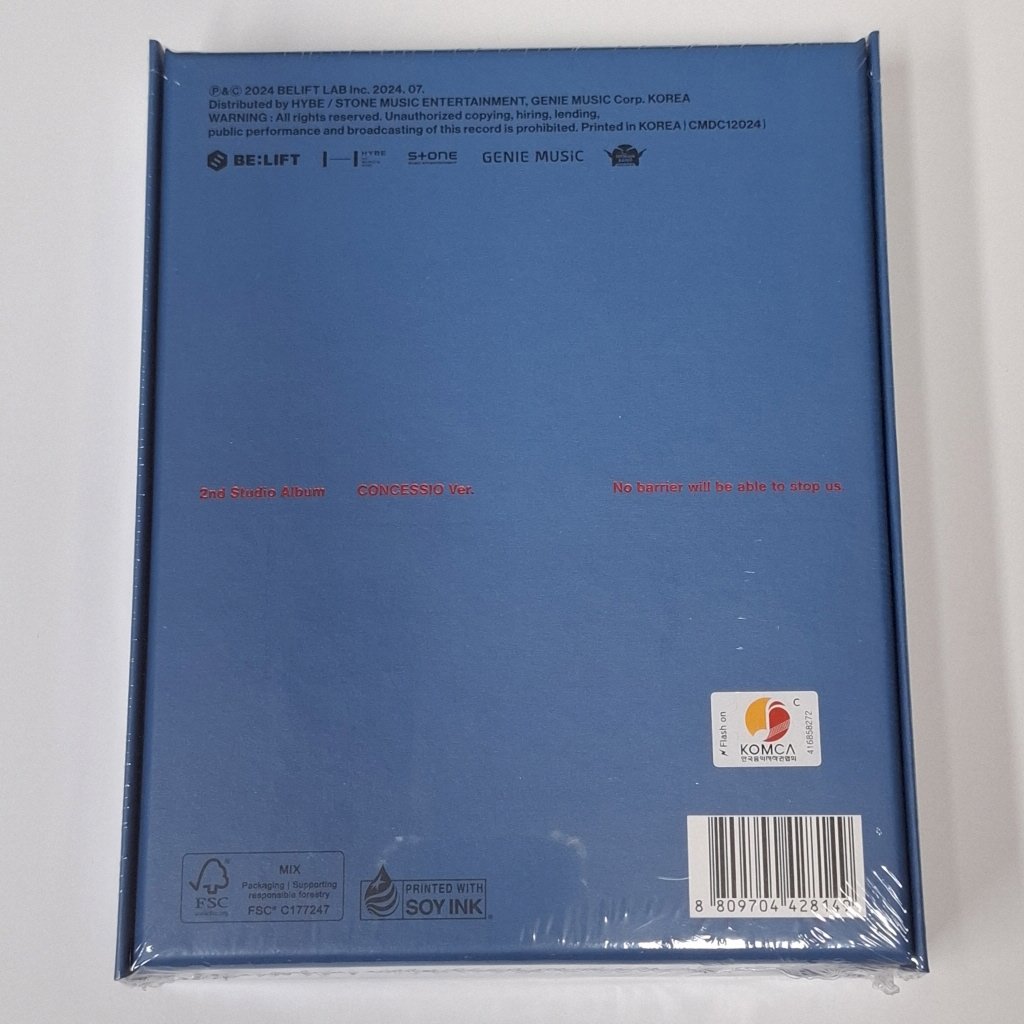 ℗&© 2024 BELIFT LAB Inc. 2024. 07.
Distributed by HYBE / STONE MUSIC ENTERTAINMENT, GENIE MUSIC Corp. KOREA
WARNING : All rights reserved. Unauthorized copying, hiring, lending,
public performance and broadcasting of this record is prohibited. Printed in KOREA ( CMDC12024 )
BE:LIFT HYBE STONE GENIE MUSIC
2nd Studio Album CONCESSIO Ver. No barrier will be able to stop us.
Flash on
C
KOMCA
한국음악저작권협회
416858272
FSC
www.fsc.org
MIX
Packaging | Supporting
responsible forestry
FSC® C177247
PRINTED WITH
SOY INK
8 809704 42814